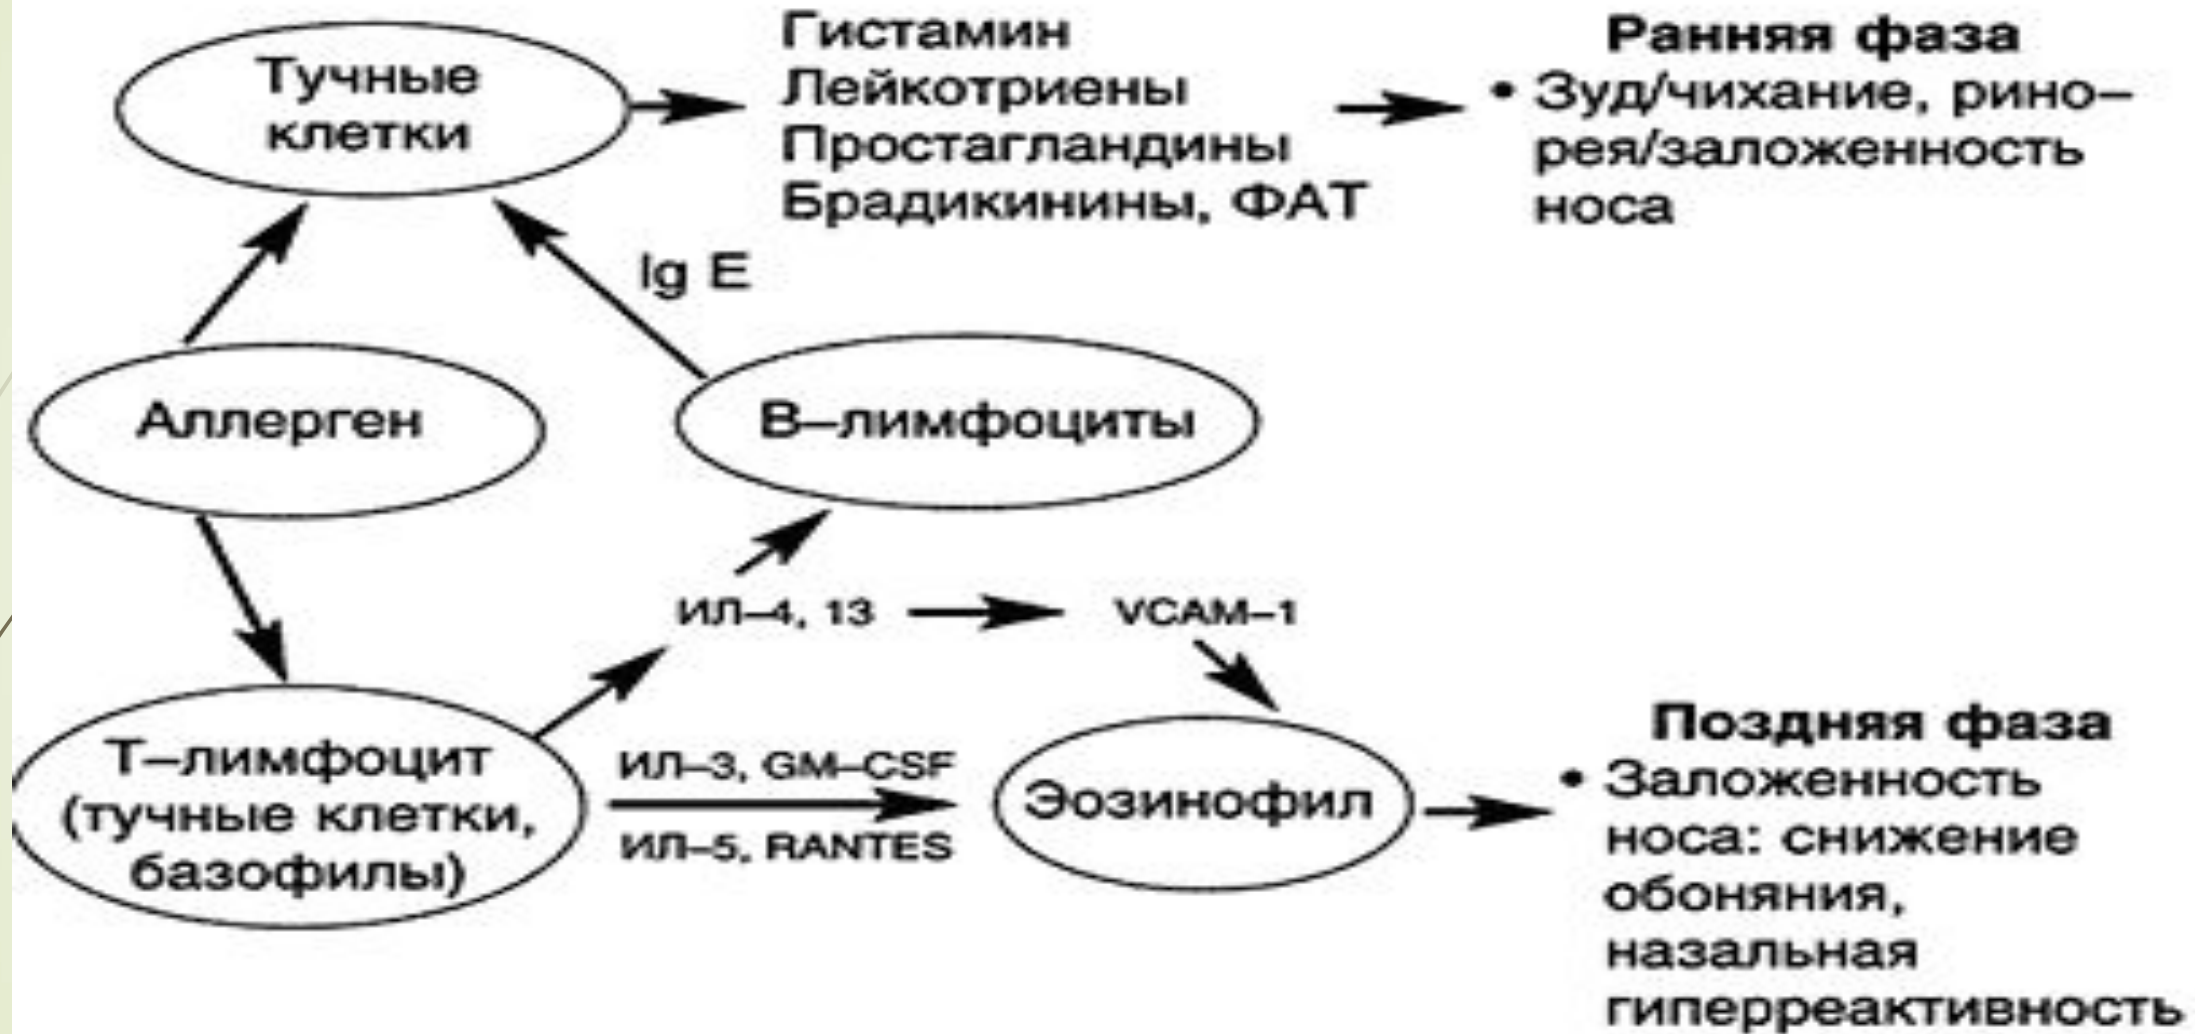 Тучные
клетки
Гистамин
Лейкотриены
Простагландины
Брадикинины, ФАТ
Ранняя фаза
• Зуд/чихание, рино–
рея/заложенность
носа
Ig E
Аллерген
В–лимфоциты
ИЛ–4, 13
VCAM–1
Т–лимфоцит
(тучные клетки,
базофилы)
ИЛ–3, GM–CSF
ИЛ–5, RANTES
Эозинофил
Поздняя фаза
• Заложенность
носа: снижение
обоняния,
назальная
гиперреактивность